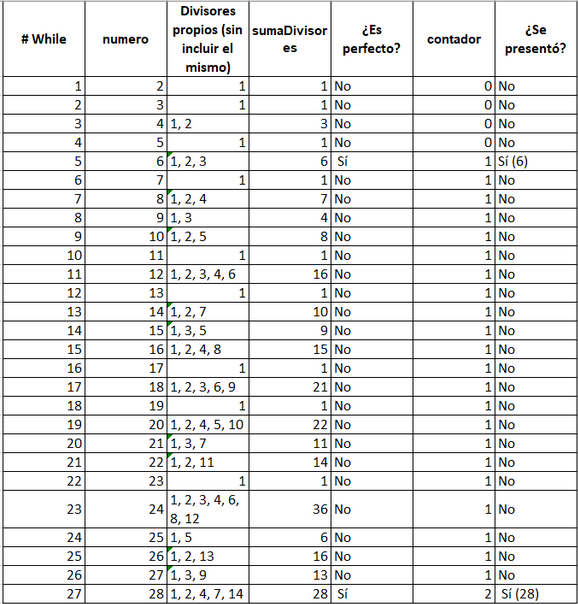 # While numero Divisores propios (sin incluir el mismo) sumaDivisores ¿Es perfecto? contador ¿Se presentó?
1 2 1 1 No 0 No
2 3 1 1 No 0 No
3 4 1, 2 3 No 0 No
4 5 1 1 No 0 No
5 6 1, 2, 3 6 Sí 1 Sí (6)
6 7 1 1 No 1 No
7 8 1, 2, 4 7 No 1 No
8 9 1, 3 4 No 1 No
9 10 1, 2, 5 8 No 1 No
10 11 1 1 No 1 No
11 12 1, 2, 3, 4, 6 16 No 1 No
12 13 1 1 No 1 No
13 14 1, 2, 7 10 No 1 No
14 15 1, 3, 5 9 No 1 No
15 16 1, 2, 4, 8 15 No 1 No
16 17 1 1 No 1 No
17 18 1, 2, 3, 6, 9 21 No 1 No
18 19 1 1 No 1 No
19 20 1, 2, 4, 5, 10 22 No 1 No
20 21 1, 3, 7 11 No 1 No
21 22 1, 2, 11 14 No 1 No
22 23 1 1 No 1 No
23 24 1, 2, 3, 4, 6, 8, 12 36 No 1 No
24 25 1, 5 6 No 1 No
25 26 1, 2, 13 16 No 1 No
26 27 1, 3, 9 13 No 1 No
27 28 1, 2, 4, 7, 14 28 Sí 2 Sí (28)